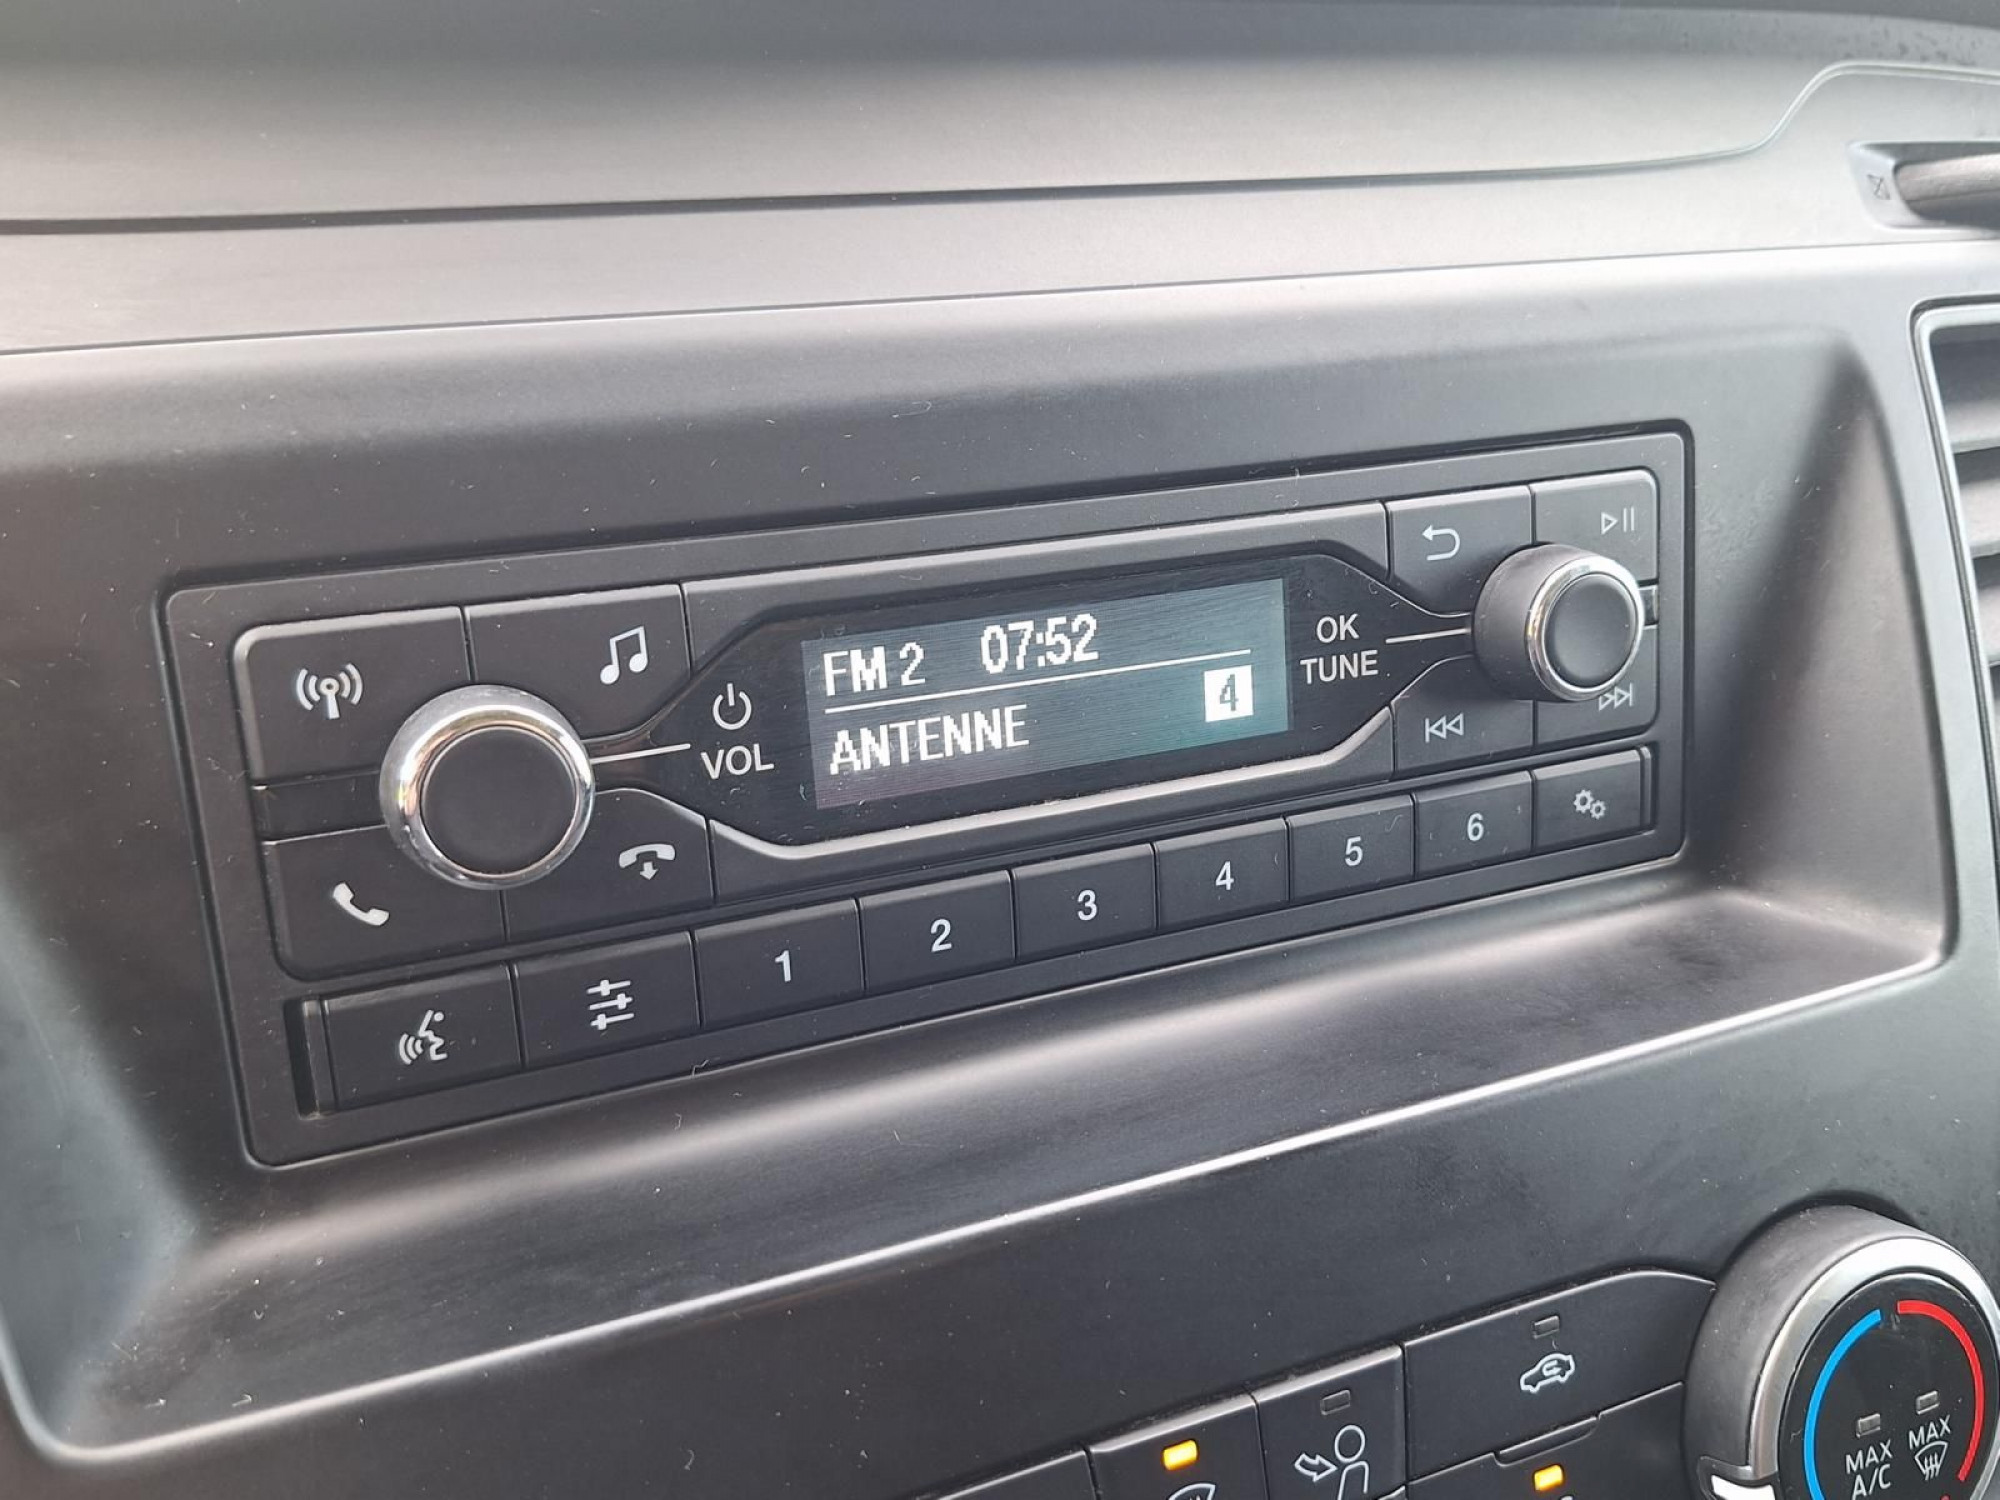 FM 2 07:52
ANTENNE 4
VOL
OK
TUNE
1 2 3 4 5 6
MAX
A/C
MAX